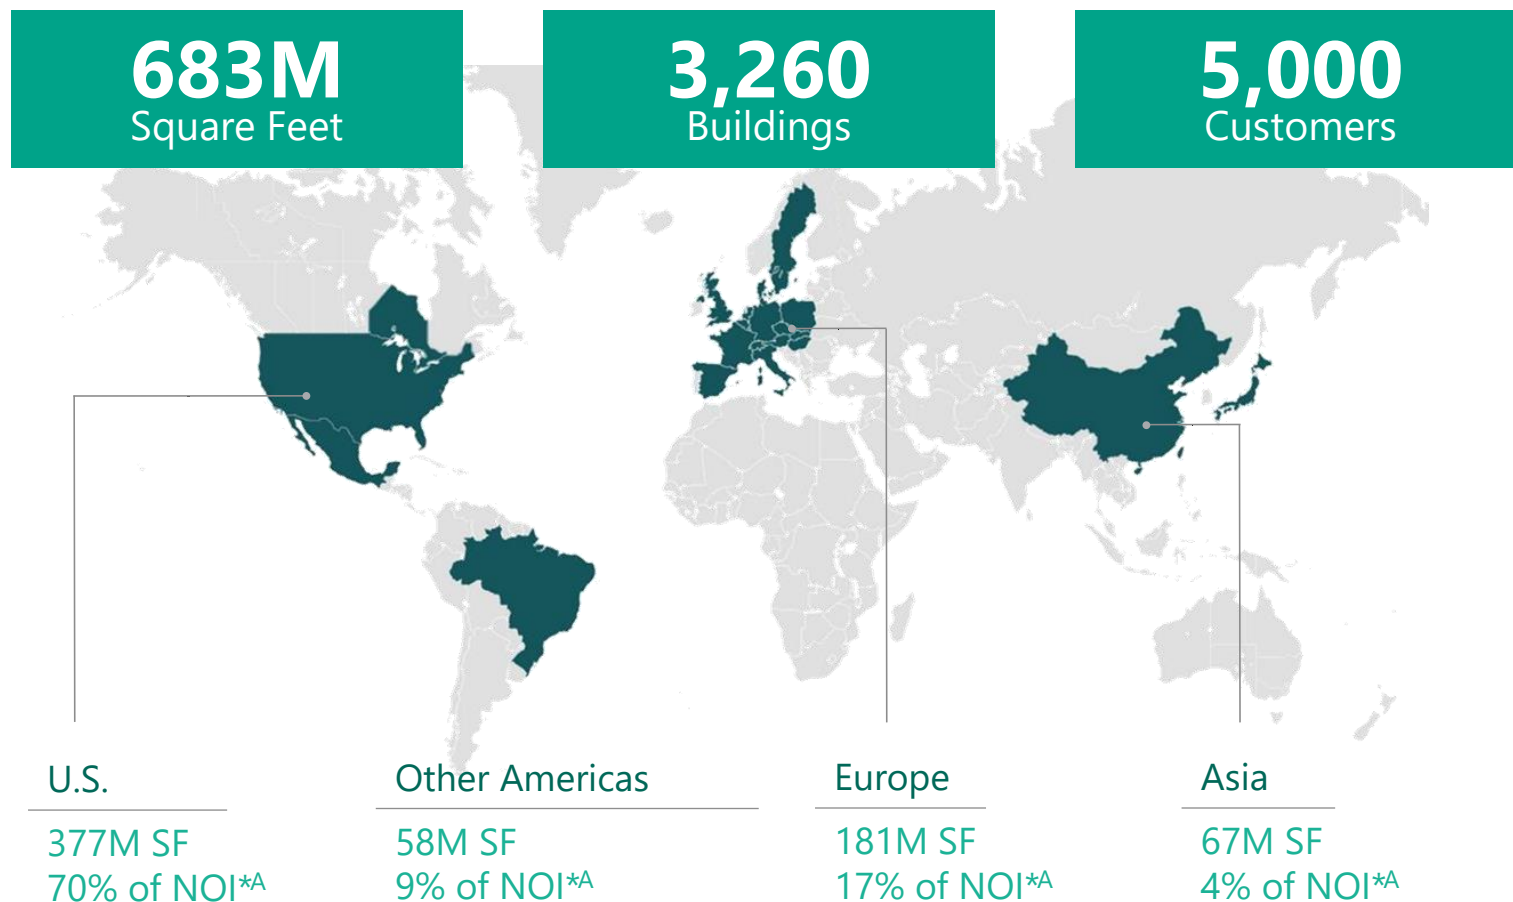 683M
Square Feet
3,260
Buildings
5,000
Customers
U.S.
377M SF
70% of NOI*ᴬ
Other Americas
58M SF
9% of NOI*ᴬ
Europe
181M SF
17% of NOI*ᴬ
Asia
67M SF
4% of NOI*ᴬ